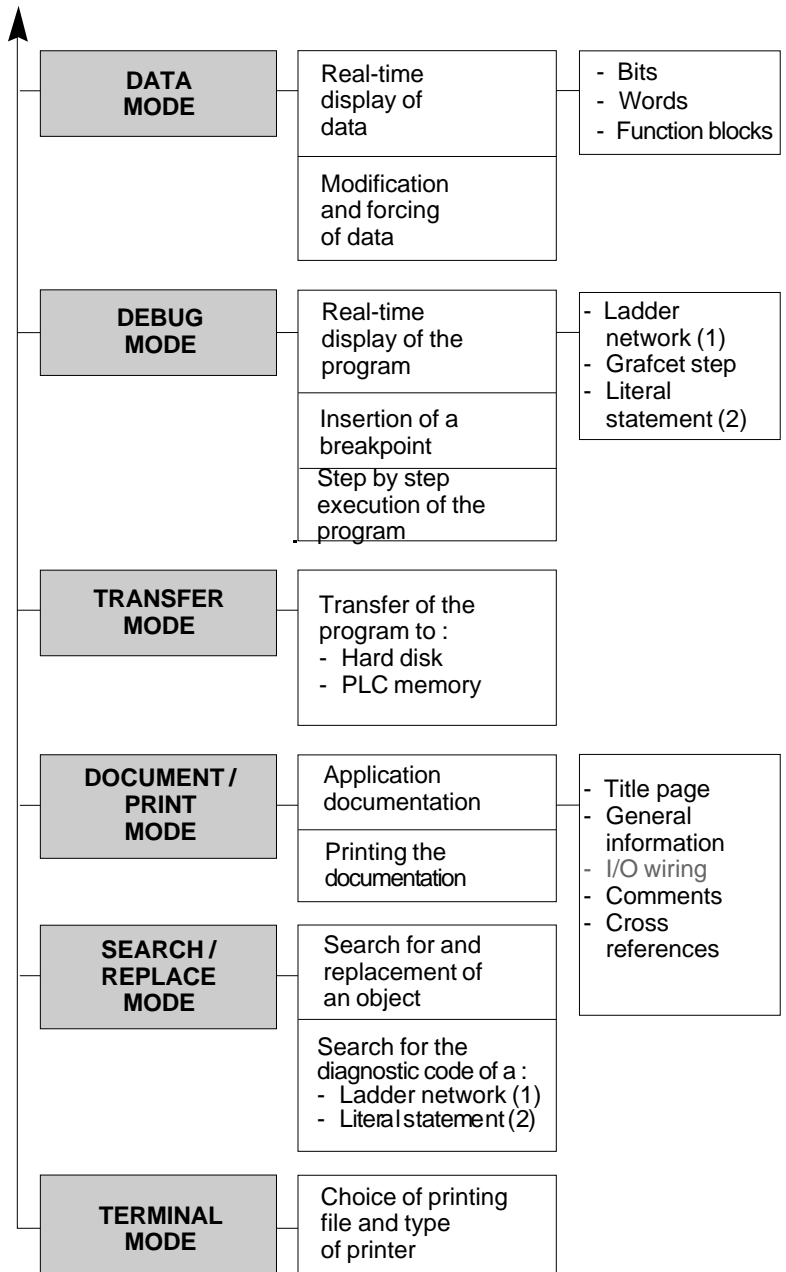 DATA
MODE
Real-time
display of
data
- Bits
- Words
- Function blocks
Modification
and forcing
of data
DEBUG
MODE
Real-time
display of the
program
- Ladder
network (1)
- Grafcet step
- Literal
statement (2)
Insertion of a
breakpoint
Step by step
execution of the
program
TRANSFER
MODE
Transfer of the
program to :
- Hard disk
- PLC memory
DOCUMENT /
PRINT
MODE
Application
documentation
Printing the
documentation
- Title page
- General
information
- I/O wiring
- Comments
- Cross
references
SEARCH /
REPLACE
MODE
Search for and
replacement of
an object
Search for the
diagnostic code of a :
- Ladder network (1)
- Literal statement (2)
TERMINAL
MODE
Choice of printing
file and type
of printer